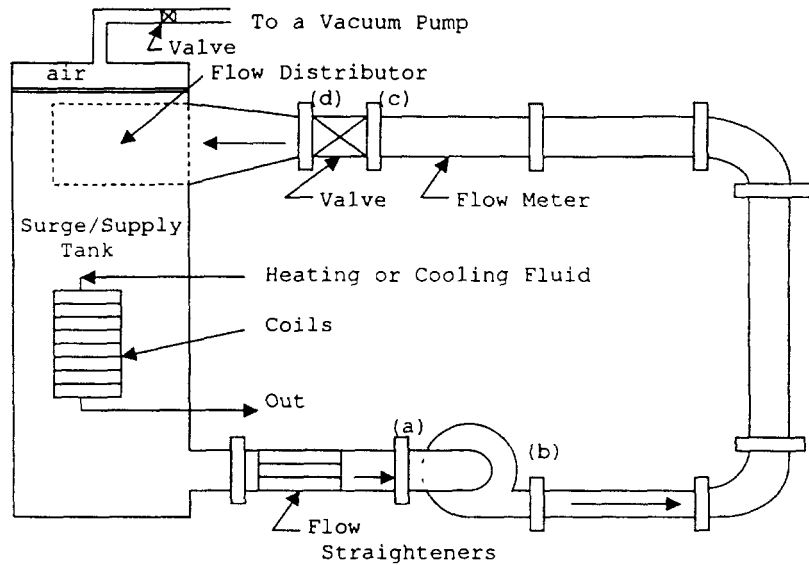 To a Vacuum Pump
Valve
air
Flow Distributor
(d)
(c)
Valve
Flow Meter
Surge/Supply
Tank
Heating or Cooling Fluid
Coils
Out
(a)
(b)
Flow
Straighteners